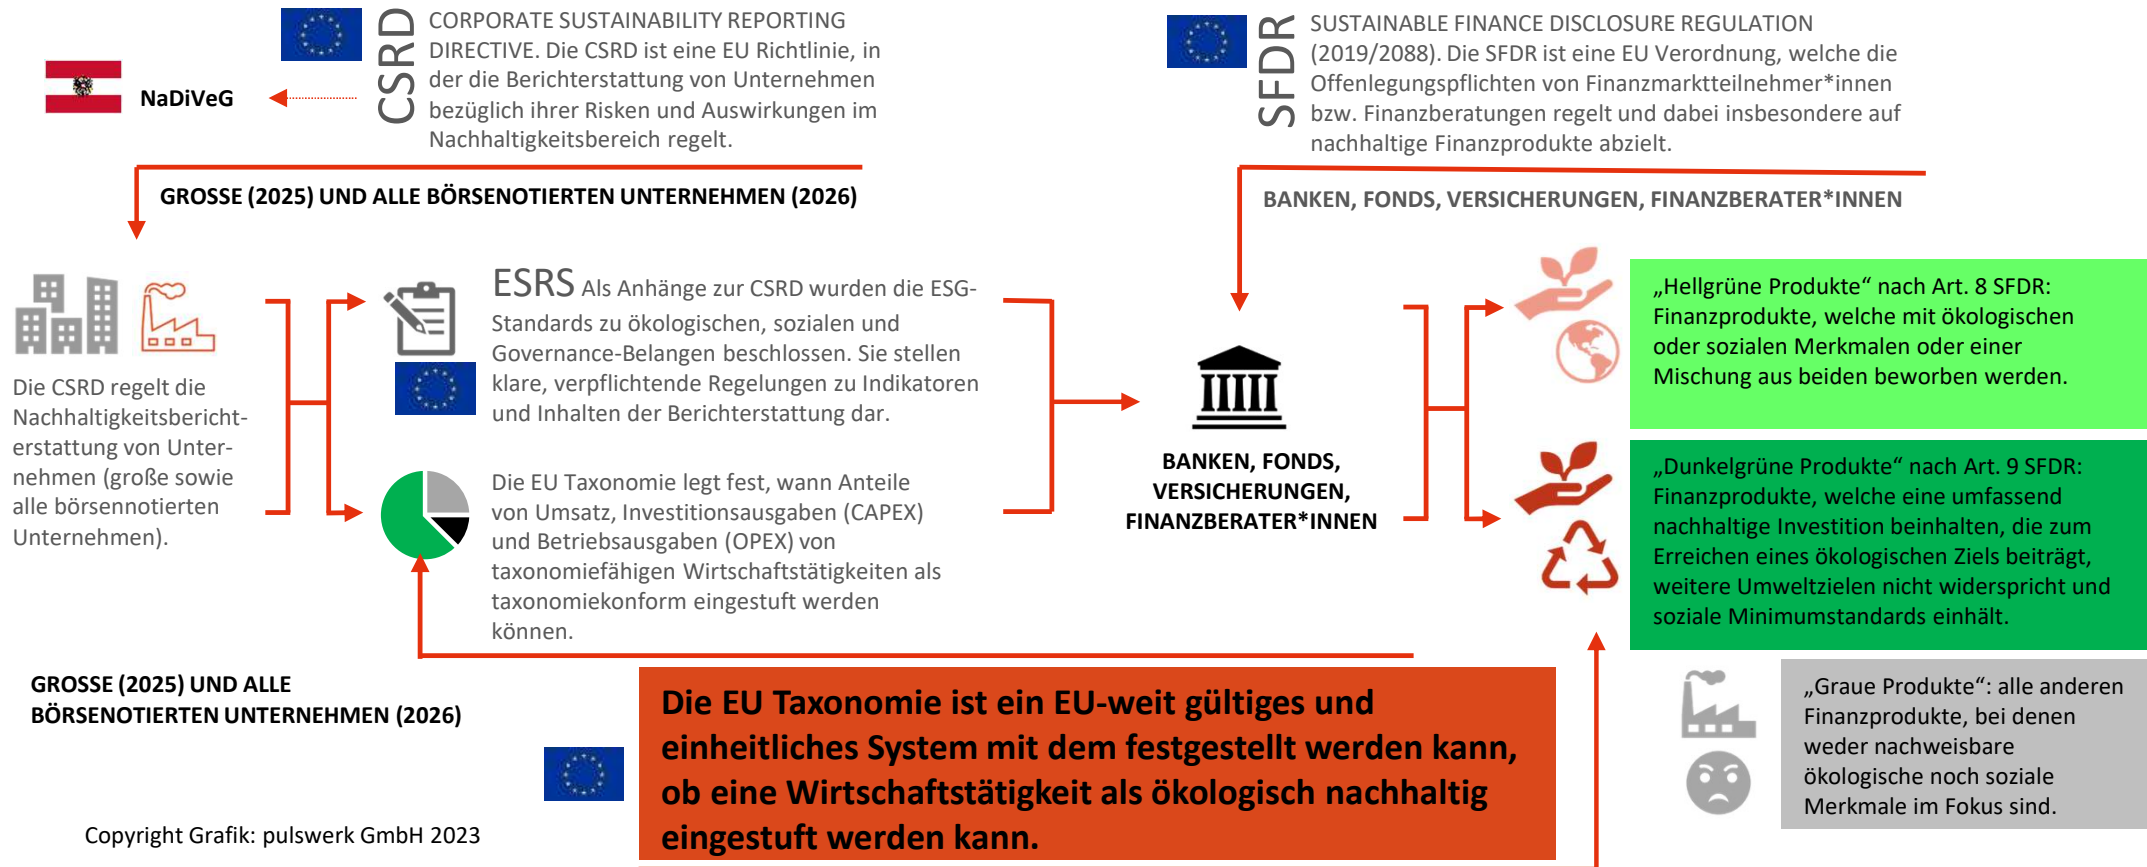 CSRD
CORPORATE SUSTAINABILITY REPORTING
DIRECTIVE. Die CSRD ist eine EU Richtlinie, in
der die Berichterstattung von Unternehmen
bezüglich ihrer Risken und Auswirkungen im
Nachhaltigkeitsbereich regelt.
NaDiVeG
SFDR
SUSTAINABLE FINANCE DISCLOSURE REGULATION
(2019/2088). Die SFDR ist eine EU Verordnung, welche die
Offenlegungspflichten von Finanzmarktteilnehmer*innen
bzw. Finanzberatungen regelt und dabei insbesondere auf
nachhaltige Finanzprodukte abzielt.
GROSSE (2025) UND ALLE BÖRSENOTIERTEN UNTERNEHMEN (2026)
BANKEN, FONDS, VERSICHERUNGEN, FINANZBERATER*INNEN
Die CSRD regelt die
Nachhaltigkeitsbericht-
erstattung von Unter-
nehmen (große sowie
alle börsennotierten
Unternehmen).
ESRS Als Anhänge zur CSRD wurden die ESG-
Standards zu ökologischen, sozialen und
Governance-Belangen beschlossen. Sie stellen
klare, verpflichtende Regelungen zu Indikatoren
und Inhalten der Berichterstattung dar.
Die EU Taxonomie legt fest, wann Anteile
von Umsatz, Investitionsausgaben (CAPEX)
und Betriebsausgaben (OPEX) von
taxonomiefähigen Wirtschaftstätigkeiten als
taxonomiekonform eingestuft werden
können.
BANKEN, FONDS,
VERSICHERUNGEN,
FINANZBERATER*INNEN
„Hellgrüne Produkte“ nach Art. 8 SFDR:
Finanzprodukte, welche mit ökologischen
oder sozialen Merkmalen oder einer
Mischung aus beiden beworben werden.
„Dunkelgrüne Produkte“ nach Art. 9 SFDR:
Finanzprodukte, welche eine umfassend
nachhaltige Investition beinhalten, die zum
Erreichen eines ökologischen Ziels beiträgt,
weitere Umweltzielen nicht widerspricht und
soziale Minimumstandards einhält.
„Graue Produkte“: alle anderen
Finanzprodukte, bei denen
weder nachweisbare
ökologische noch soziale
Merkmale im Fokus sind.
GROSSE (2025) UND ALLE
BÖRSENOTIERTEN UNTERNEHMEN (2026)
Die EU Taxonomie ist ein EU-weit gültiges und
einheitliches System mit dem festgestellt werden kann,
ob eine Wirtschaftstätigkeit als ökologisch nachhaltig
eingestuft werden kann.
Copyright Grafik: pulswerk GmbH 2023